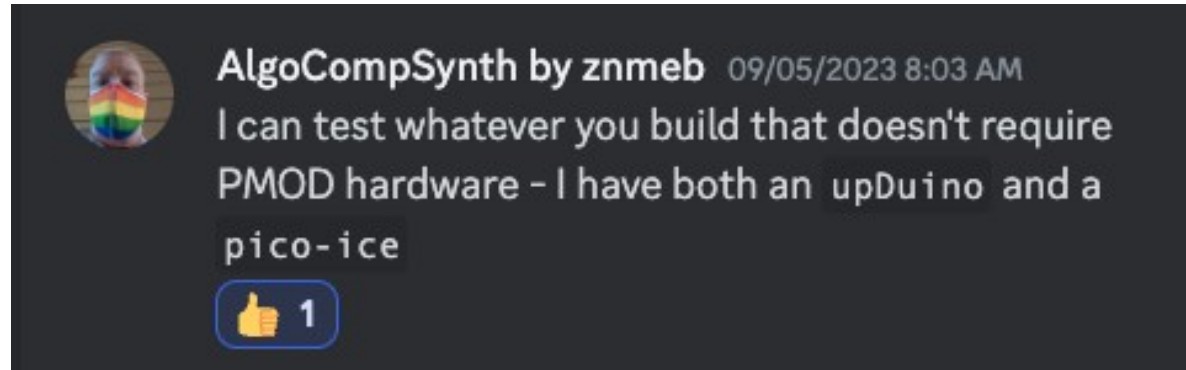 AlgoCompSynth by znmeb 09/05/2023 8:03 AM
I can test whatever you build that doesn't require
PMOD hardware - I have both an upDuino and a
pico-ice
👍 1